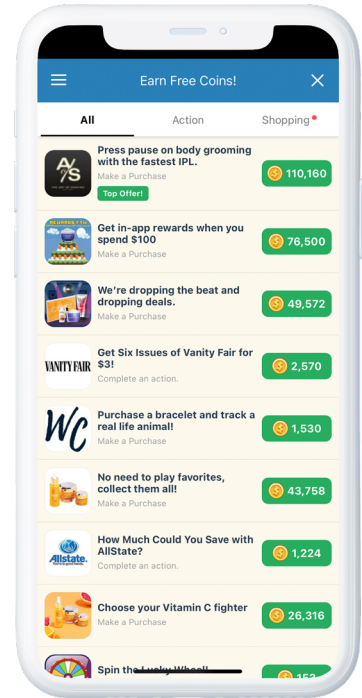 Earn Free Coins!
All
Action
Shopping
Press pause on body grooming
with the fastest IPL.
Make a Purchase
Top Offer!
110,160
Get in-app rewards when you
spend $100
Make a Purchase
76,500
We're dropping the beat and
dropping deals.
Make a Purchase
49,572
VANITY FAIR
Get Six Issues of Vanity Fair for
$3!
Complete an action.
2,570
WC
Purchase a bracelet and track a
real life animal!
Make a Purchase
1,530
No need to play favorites,
collect them all!
Make a Purchase
43,758
Allstate.
How Much Could You Save with
AllState?
Complete an action.
1,224
Choose your Vitamin C fighter
Make a Purchase
26,316
Spin the Lucky Wheel!
153